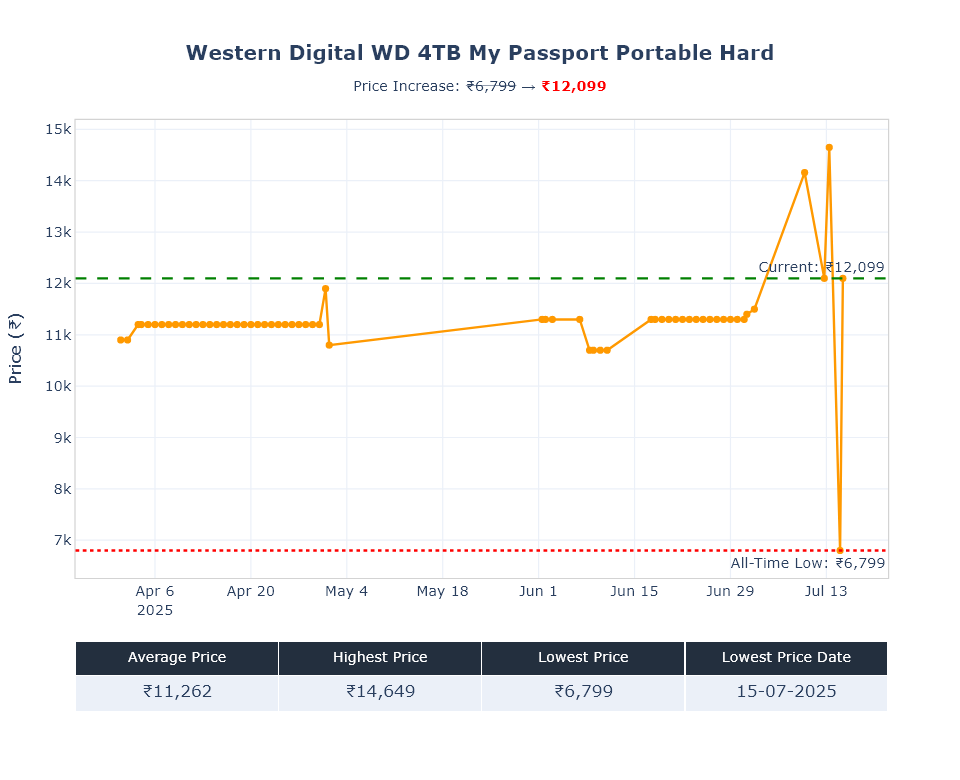 Western Digital WD 4TB My Passport Portable Hard
Price Increase: ₹6,799 → ₹12,099
Price (₹)
15k
14k
13k
12k
11k
10k
9k
8k
7k
Current: ₹12,099
All-Time Low: ₹6,799
Apr 6 Apr 20 May 4 May 18 Jun 1 Jun 15 Jun 29 Jul 13
2025
Average Price Highest Price Lowest Price Lowest Price Date
₹11,262 ₹14,649 ₹6,799 15-07-2025